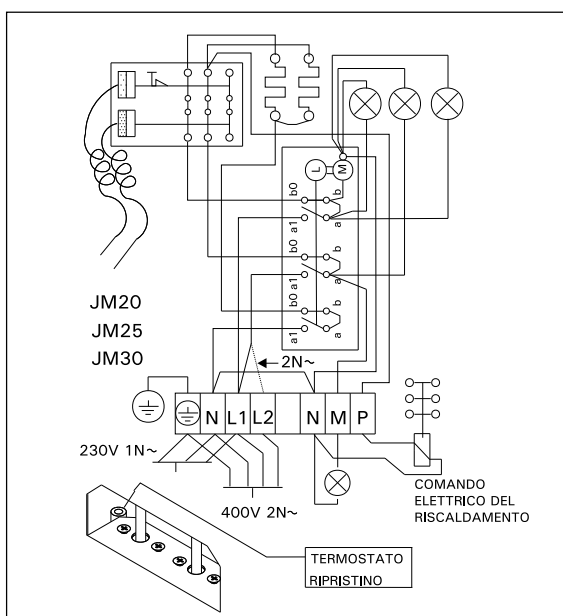 L M
b0 b
a1 a
b0 b
a1 a
b0 b
a1 a
JM20
JM25
JM30
2N~
N L1 L2 N M P
230V 1N~
400V 2N~
COMANDO
ELETTRICO DEL
RISCALDAMENTO
TERMOSTATO
RIPRISTINO